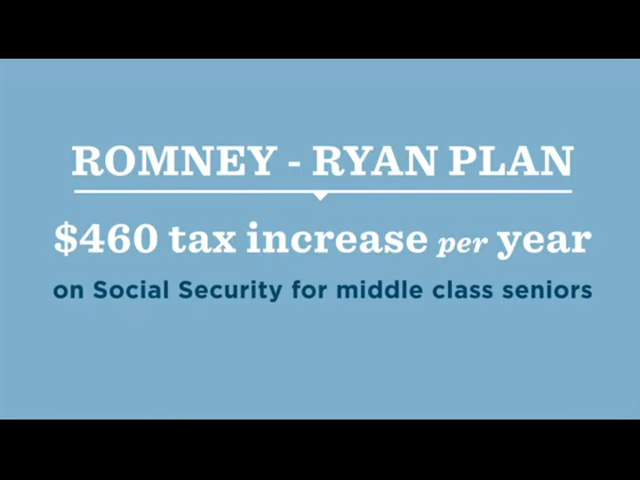 ROMNEY - RYAN PLAN
$460 tax increase per year
on Social Security for middle class seniors